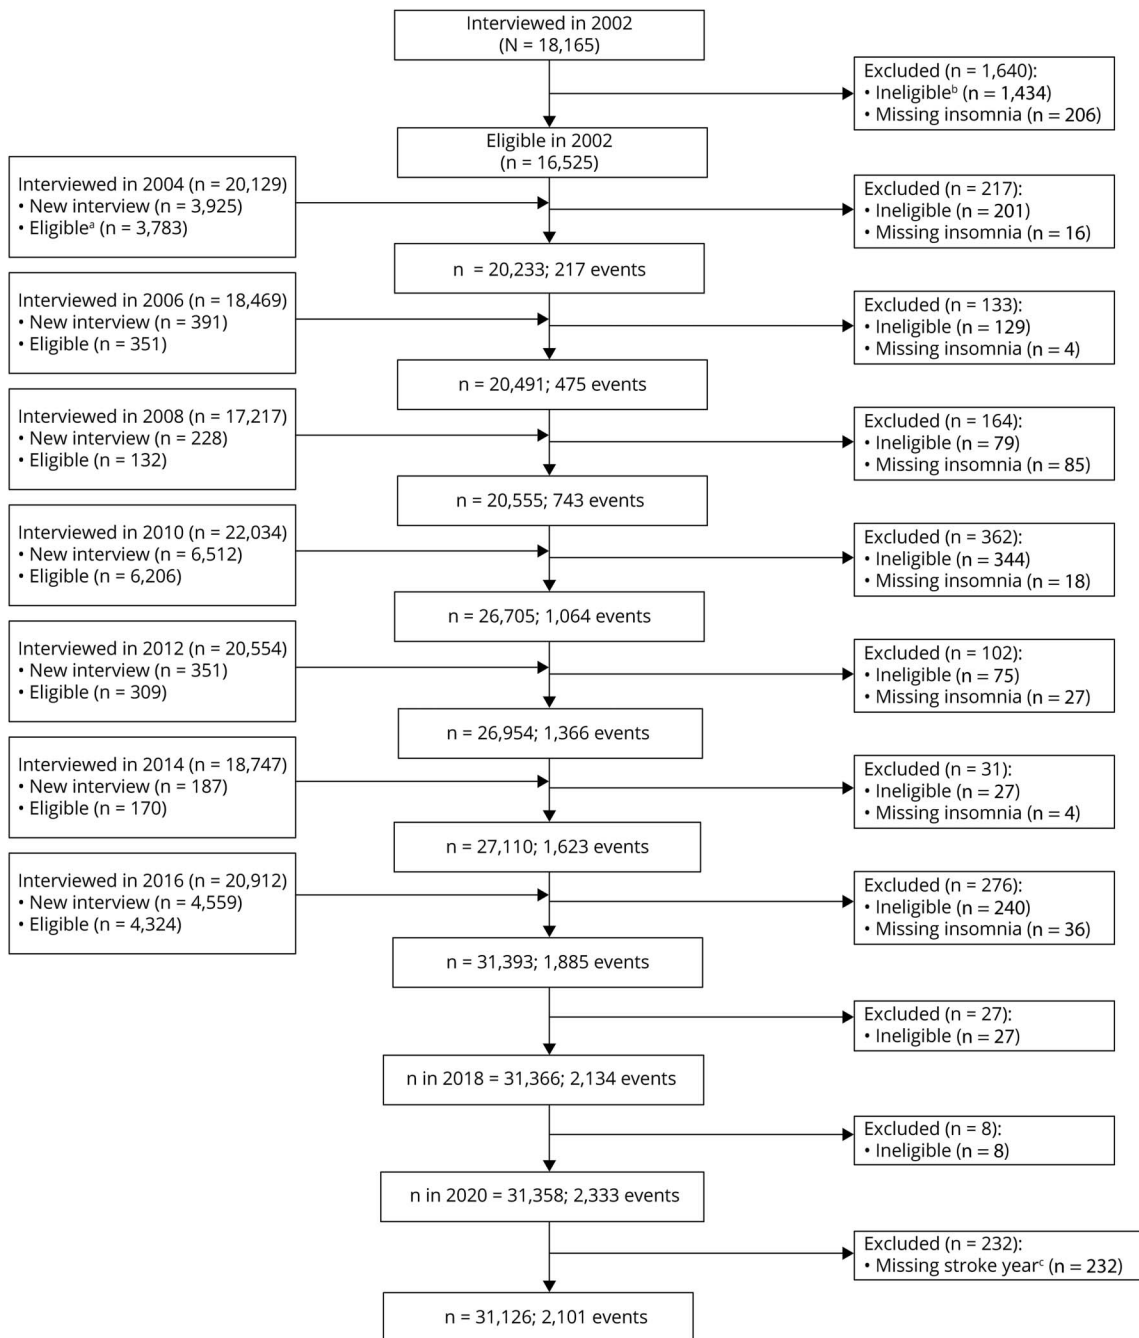 Interviewed in 2002
(N = 18,165)
Excluded (n = 1,640):
• Ineligibleᵇ (n = 1,434)
• Missing insomnia (n = 206)
Eligible in 2002
(n = 16,525)
Interviewed in 2004 (n = 20,129)
• New interview (n = 3,925)
• Eligibleᵃ (n = 3,783)
Excluded (n = 217):
• Ineligible (n = 201)
• Missing insomnia (n = 16)
n = 20,233; 217 events
Interviewed in 2006 (n = 18,469)
• New interview (n = 391)
• Eligible (n = 351)
Excluded (n = 133):
• Ineligible (n = 129)
• Missing insomnia (n = 4)
n = 20,491; 475 events
Interviewed in 2008 (n = 17,217)
• New interview (n = 228)
• Eligible (n = 132)
Excluded (n = 164):
• Ineligible (n = 79)
• Missing insomnia (n = 85)
n = 20,555; 743 events
Interviewed in 2010 (n = 22,034)
• New interview (n = 6,512)
• Eligible (n = 6,206)
Excluded (n = 362):
• Ineligible (n = 344)
• Missing insomnia (n = 18)
n = 26,705; 1,064 events
Interviewed in 2012 (n = 20,554)
• New interview (n = 351)
• Eligible (n = 309)
Excluded (n = 102):
• Ineligible (n = 75)
• Missing insomnia (n = 27)
n = 26,954; 1,366 events
Interviewed in 2014 (n = 18,747)
• New interview (n = 187)
• Eligible (n = 170)
Excluded (n = 31):
• Ineligible (n = 27)
• Missing insomnia (n = 4)
n = 27,110; 1,623 events
Interviewed in 2016 (n = 20,912)
• New interview (n = 4,559)
• Eligible (n = 4,324)
Excluded (n = 276):
• Ineligible (n = 240)
• Missing insomnia (n = 36)
n = 31,393; 1,885 events
Excluded (n = 27):
• Ineligible (n = 27)
n in 2018 = 31,366; 2,134 events
Excluded (n = 8):
• Ineligible (n = 8)
n in 2020 = 31,358; 2,333 events
Excluded (n = 232):
• Missing stroke yearᶜ (n = 232)
n = 31,126; 2,101 events